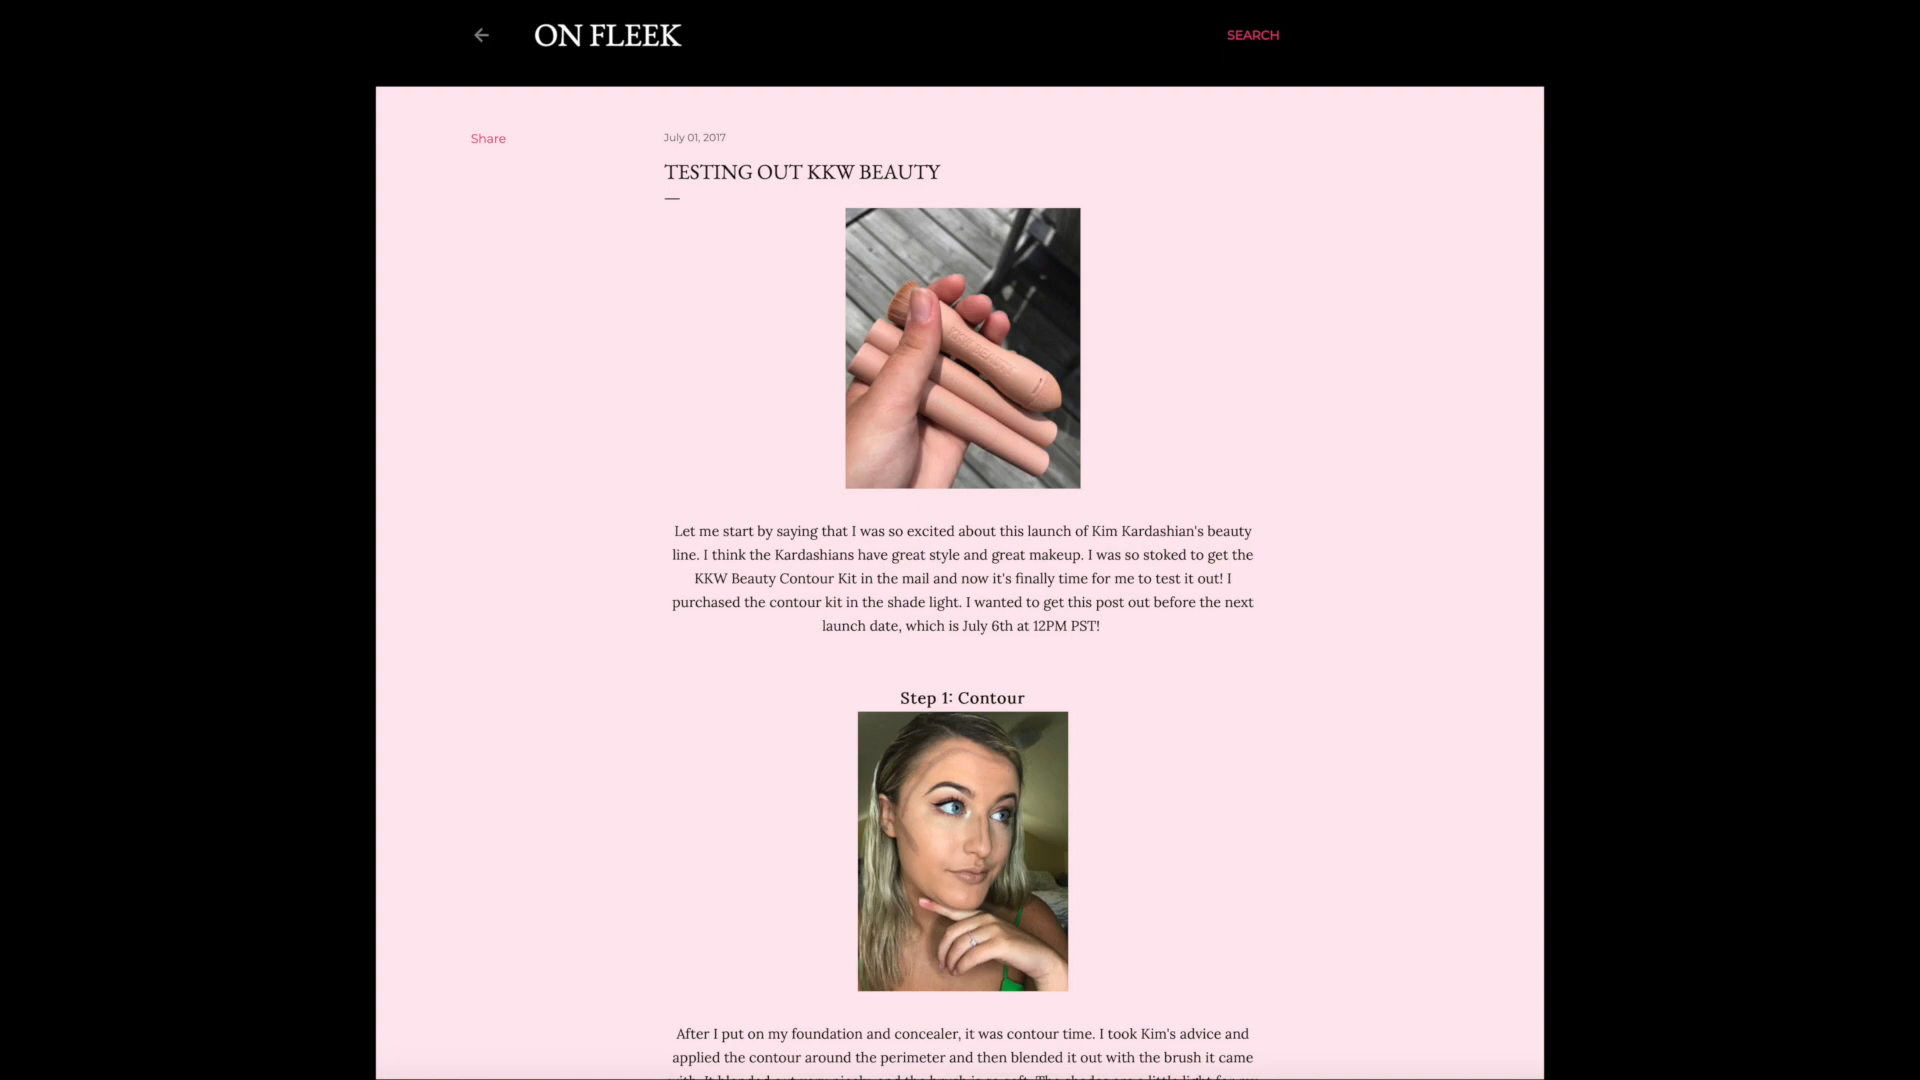 ON FLEEK
SEARCH
Share
July 01, 2017
TESTING OUT KKW BEAUTY
KKW BEAUTY
Let me start by saying that I was so excited about this launch of Kim Kardashian's beauty
line. I think the Kardashians have great style and great makeup. I was so stoked to get the
KKW Beauty Contour Kit in the mail and now it's finally time for me to test it out! I
purchased the contour kit in the shade light. I wanted to get this post out before the next
launch date, which is July 6th at 12PM PST!
Step 1: Contour
After I put on my foundation and concealer, it was contour time. I took Kim's advice and
applied the contour around the perimeter and then blended it out with the brush it came